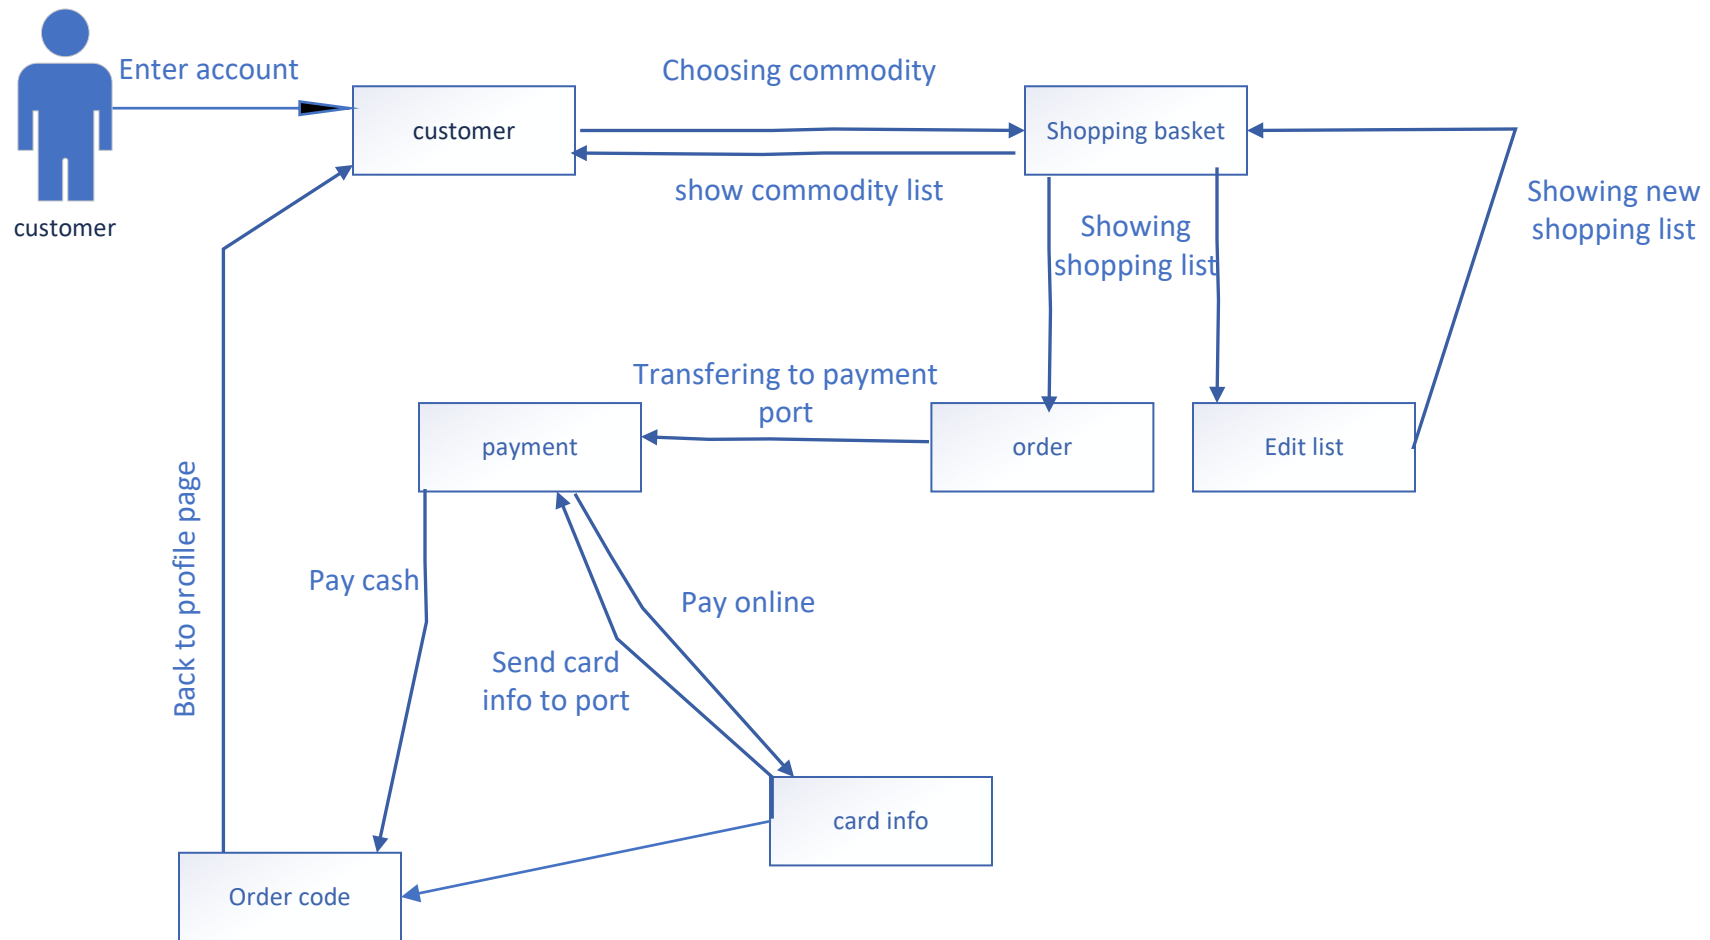 Enter account
Choosing commodity
customer
Shopping basket
show commodity list
Showing new
shopping list
customer
Showing
shopping list
Transfering to payment
port
payment
order
Edit list
Back to profile page
Pay cash
Pay online
Send card
info to port
card info
Order code